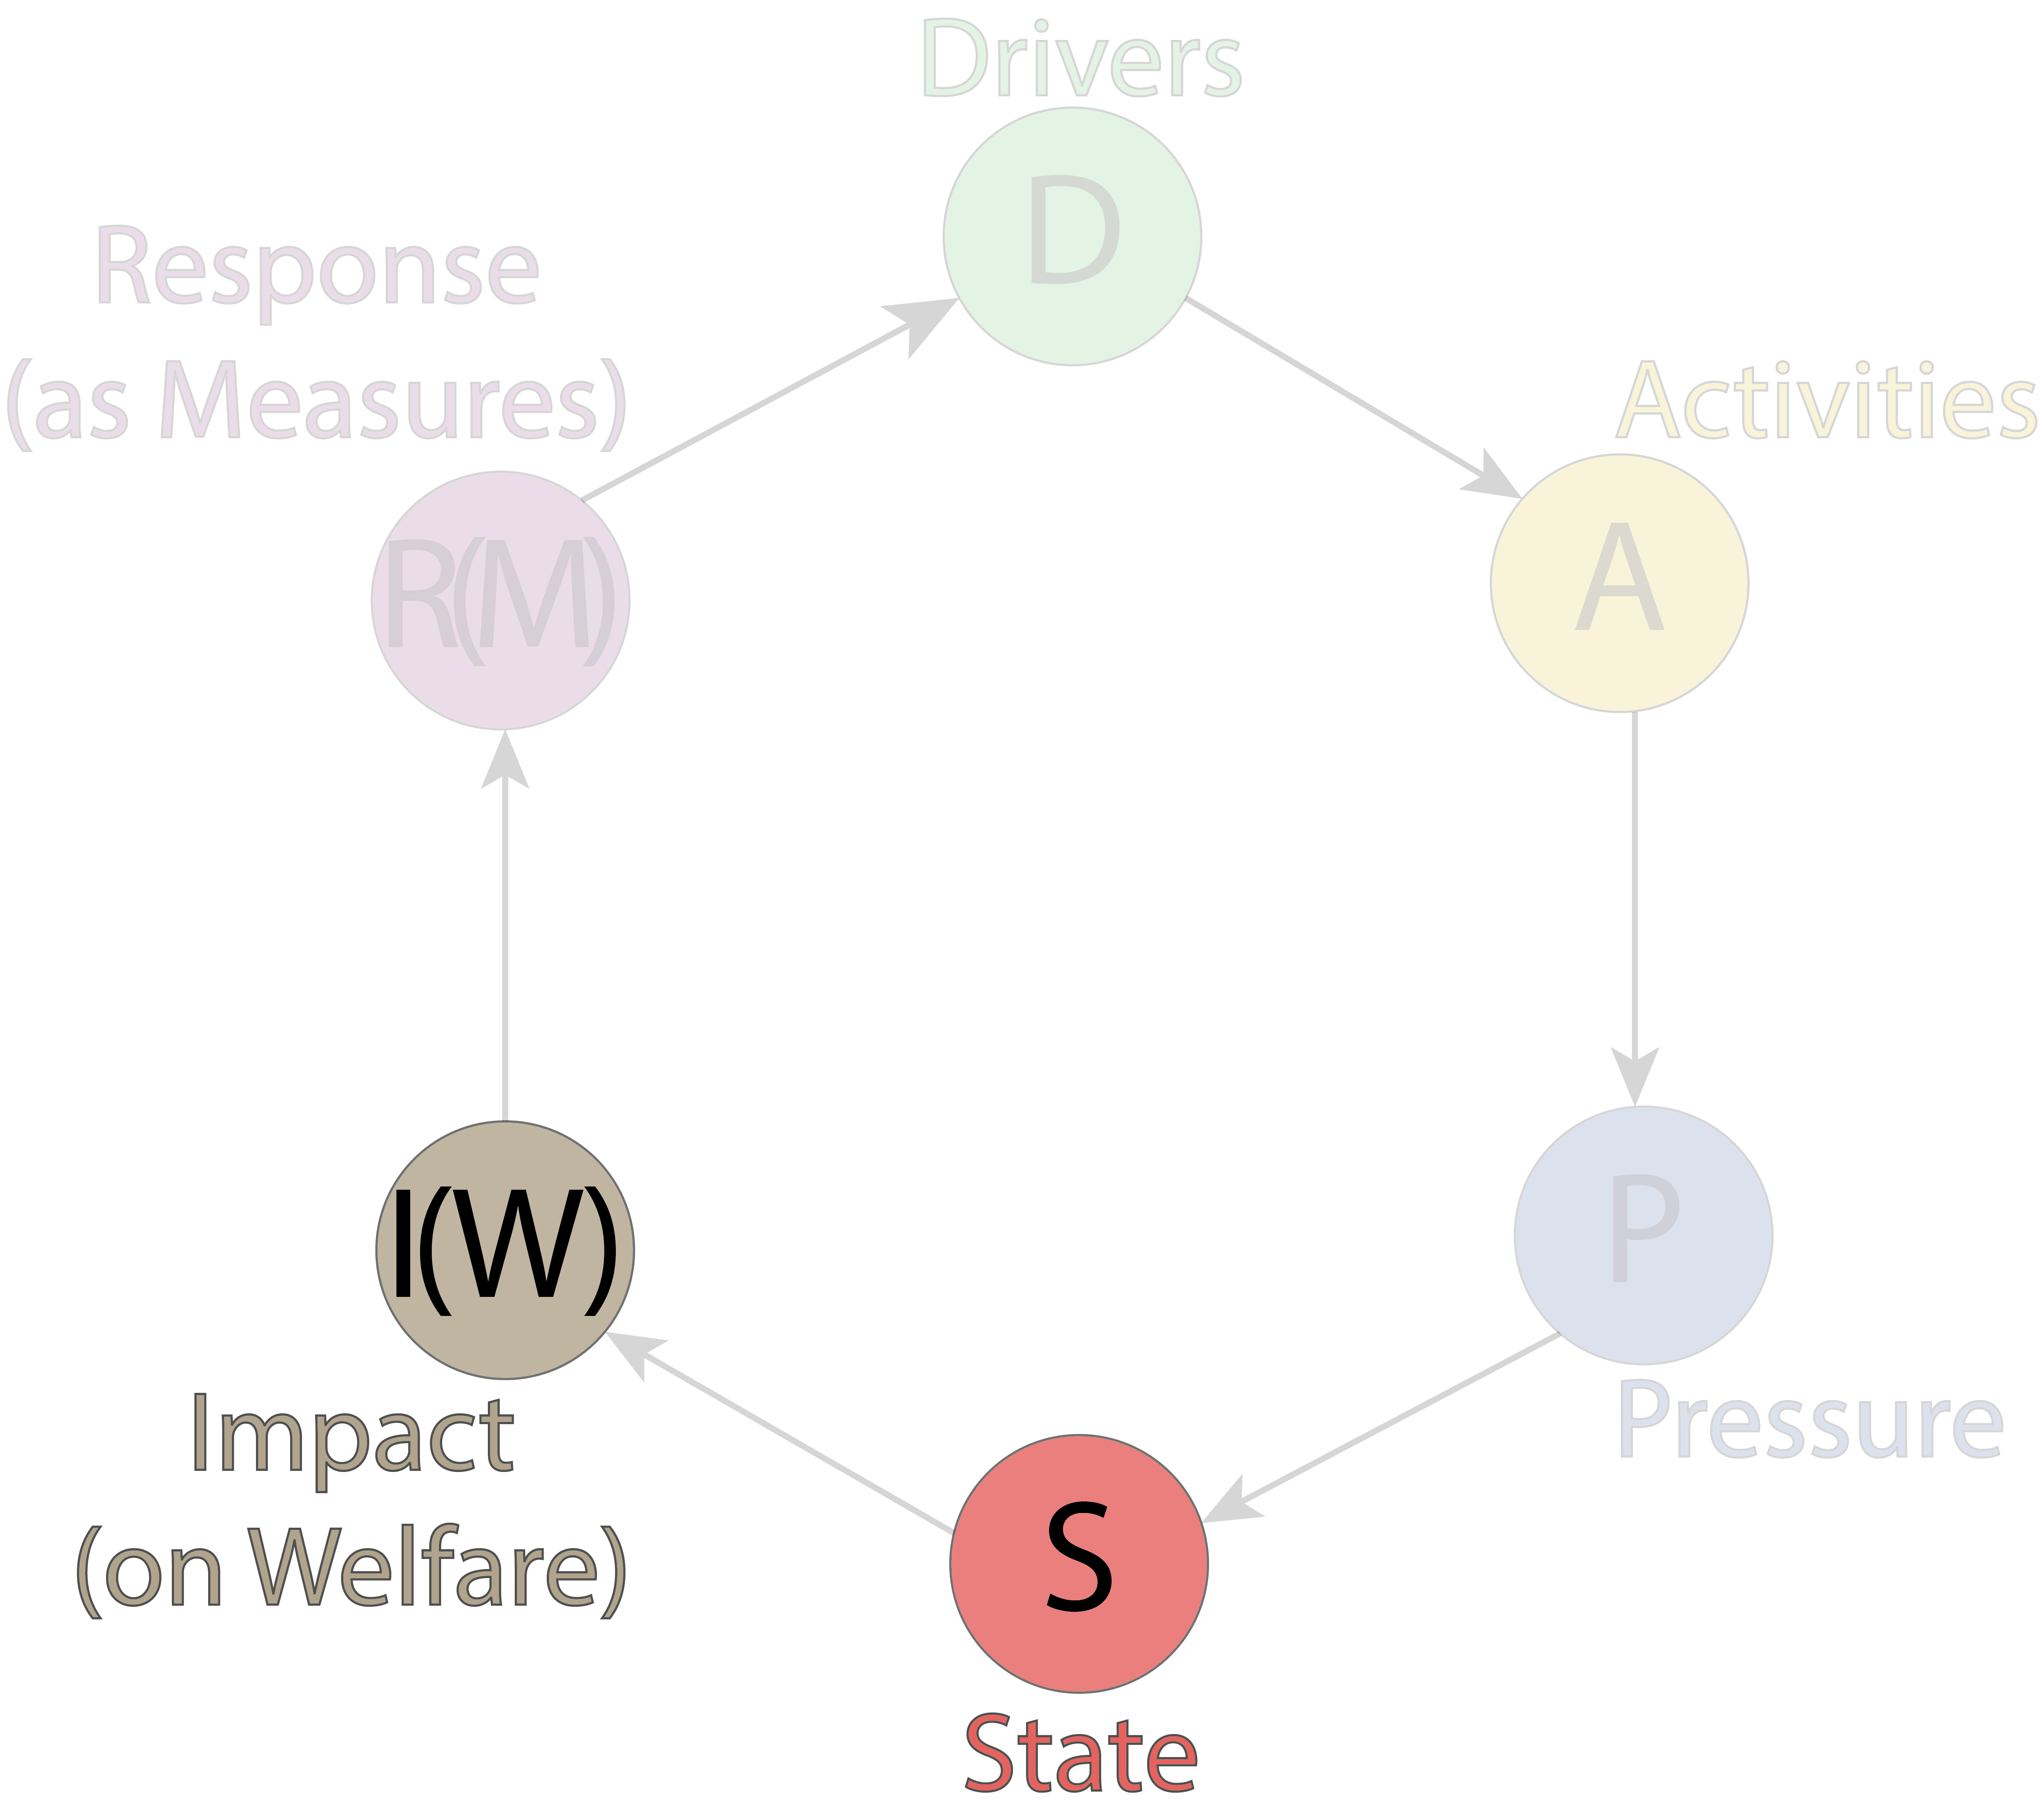 Drivers
D
Response
(as Measures)
R(M)
Activities
A
I(W)
Impact
(on Welfare)
P
Pressure
S
State